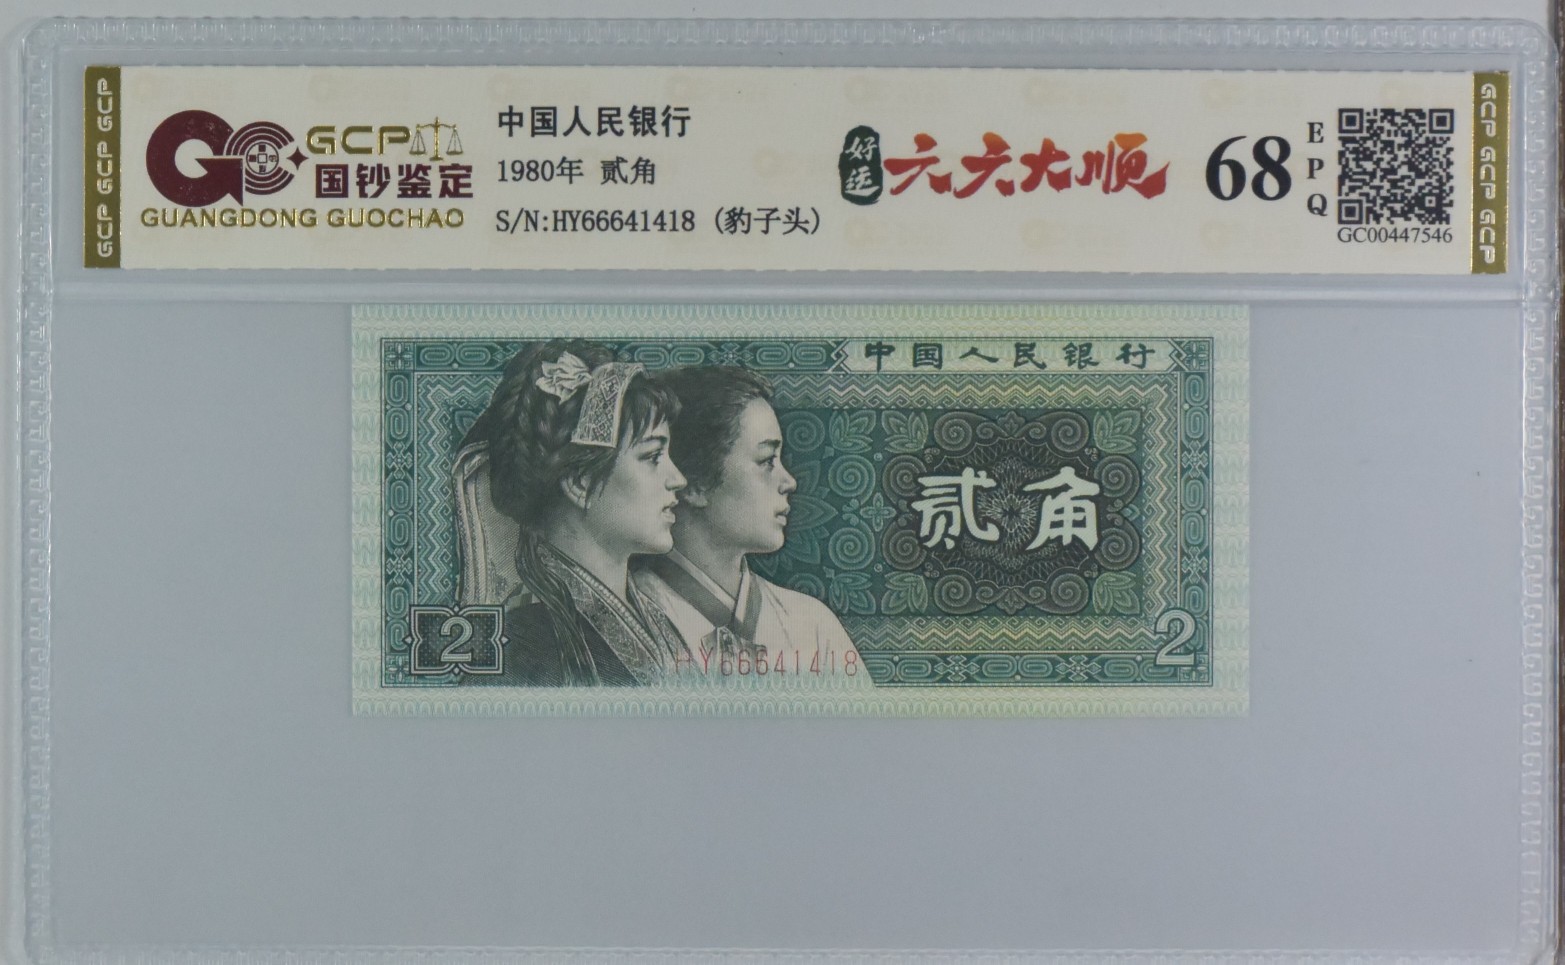 GCP GCP GCP
GCP
国钞鉴定
GUANGDONG GUOCHAO
中国人民银行
1980年 贰角
S/N:HY66641418 (豹子头)
好运
六六大顺
68
EPQ
GC00447546
GCP GCP GCP
中国人民银行
贰角
2
HY66641418
2